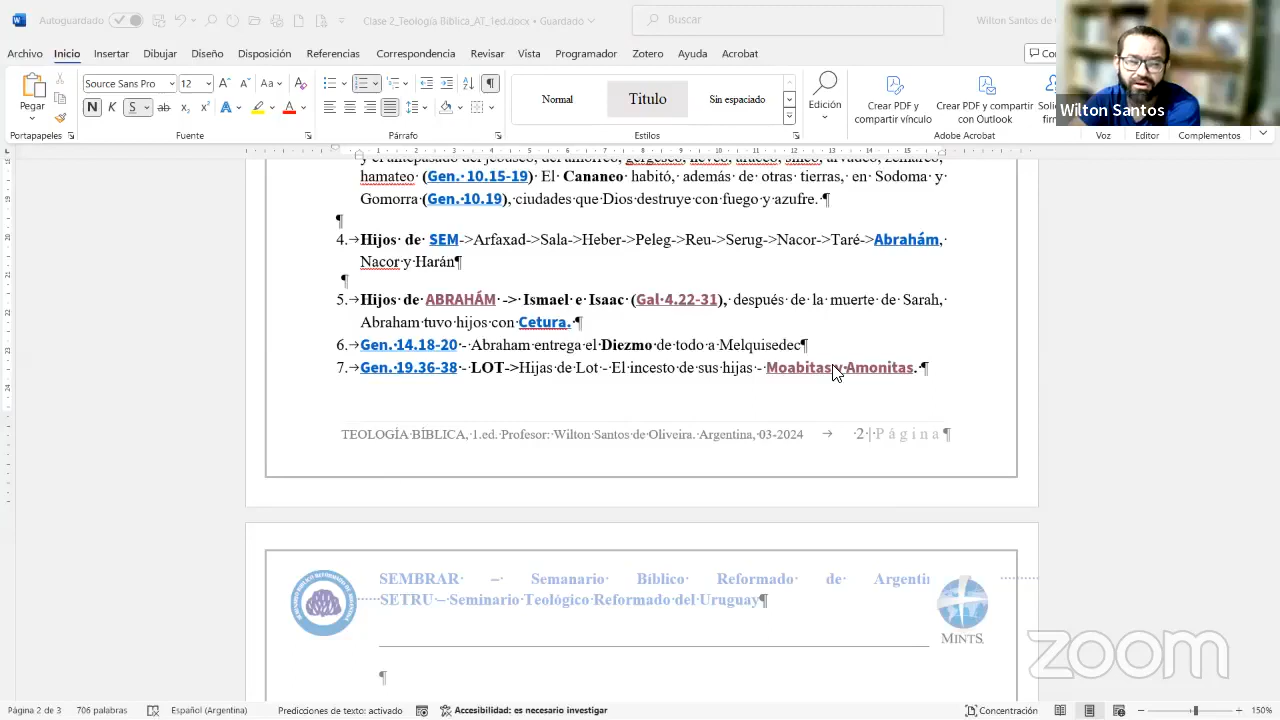 Autoguardado
Clase 2_Teología Bíblica_AT_1ed.docx • Guardado
Buscar
Wilton Santos de
Archivo Inicio Insertar Dibujar Diseño Disposición Referencias Correspondencia Revisar Vista Programador Zotero Ayuda Acrobat
Pegar
Source Sans Pro 12
N K S ab x₂ x²
Normal
Titulo
Sin espaciado
Edición
Crear PDF y compartir vínculo
Crear PDF y compartir con Outlook
Portapapeles Fuente Párrafo Estilos Adobe Acrobat Voz Editor Complementos
Wilton Santos
hamateo (Gen. 10.15-19) El Cananeo habitó, además de otras tierras, en Sodoma y
Gomorra (Gen. 10.19), ciudades que Dios destruye con fuego y azufre. ¶
¶
4.→Hijos de SEM->Arfaxad->Sala->Heber->Peleg->Reu->Serug->Nacor->Taré->Abrahám,
Nacor y Harán¶
¶
5.→Hijos de ABRAHÁM -> Ismael e Isaac (Gal 4.22-31), después de la muerte de Sarah,
Abraham tuvo hijos con Cetura. ¶
6.→Gen. 14.18-20 - Abraham entrega el Diezmo de todo a Melquisedec¶
7.→Gen. 19.36-38 - LOT->Hijas de Lot - El incesto de sus hijas - Moabitas y Amonitas. ¶
TEOLOGÍA BÍBLICA, 1.ed. Profesor: Wilton Santos de Oliveira. Argentina, 03-2024 → 2 | P á g i n a ¶
SEMBRAR – Semanario Bíblico Reformado de Argentin
SETRU – Seminario Teológico Reformado del Uruguay¶
MINTS
¶
zoom
Página 2 de 3 706 palabras Español (Argentina) Predicciones de texto: activado Accesibilidad: es necesario investigar Concentración 150%